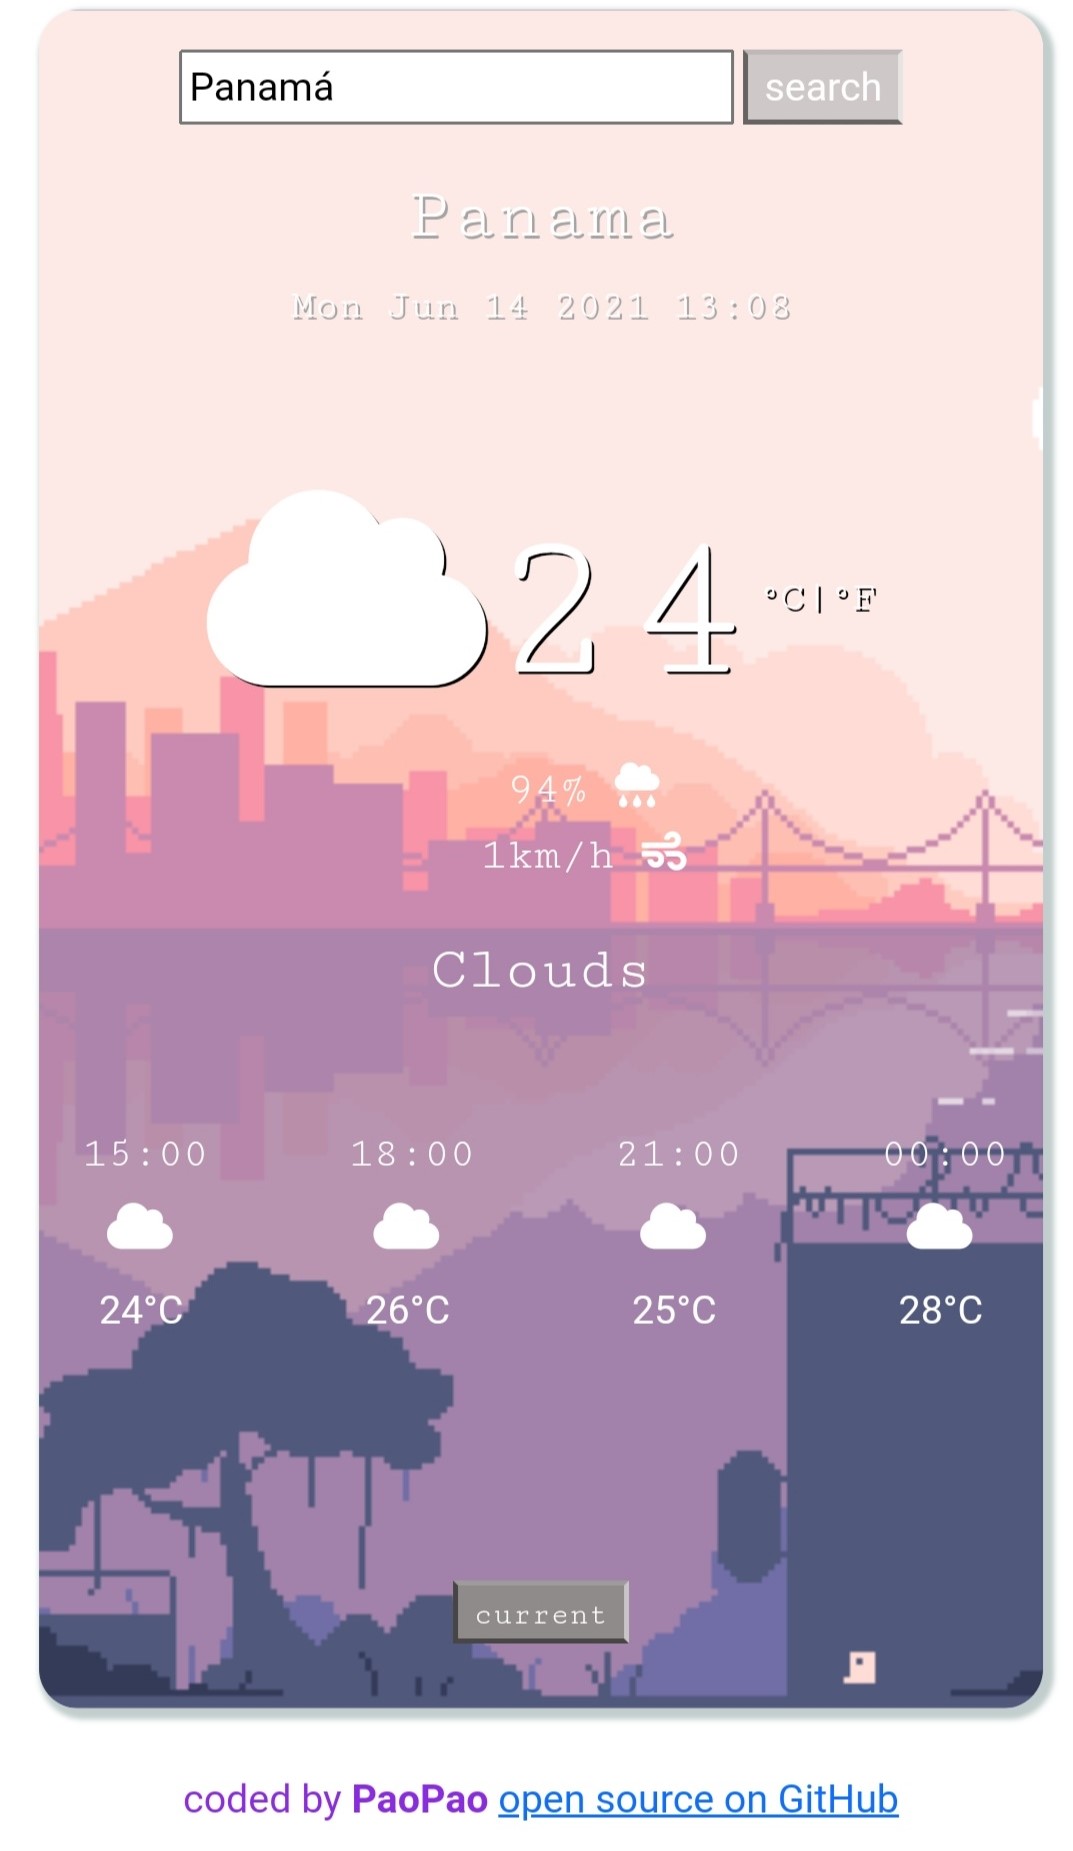 Panamá search
Panama
Mon Jun 14 2021 13:08
24 °C|°F
94%
1km/h
Clouds
15:00 18:00 21:00 00:00
24°C 26°C 25°C 28°C
current
coded by PaoPao open source on GitHub